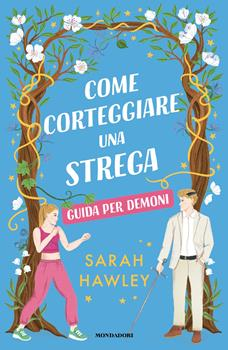 COME
CORTEGGIARE
UNA
STREGA
GUIDA PER DEMONI
SARAH
HAWLEY
MONDADORI